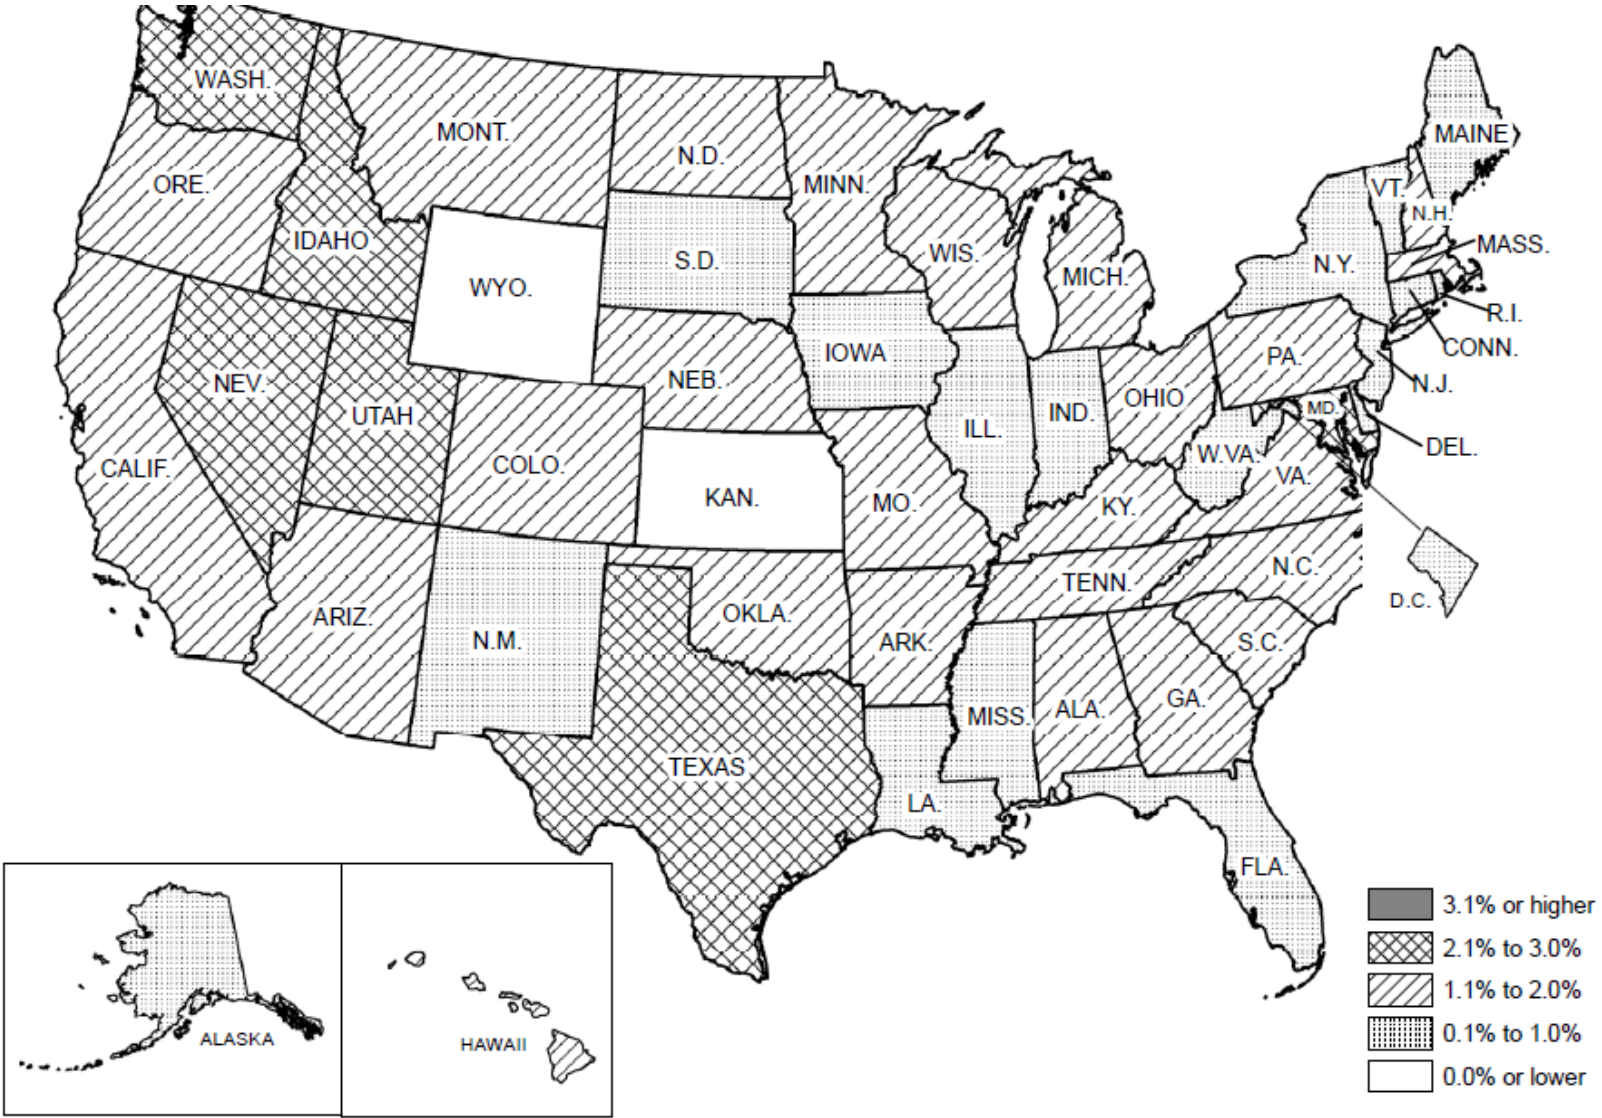 WASH.
MONT.
N.D.
MINN.
MAINE
ORE.
IDAHO
WYO.
S.D.
WIS.
MICH.
VT.
N.H.
MASS.
N.Y.
R.I.
CONN.
NEV.
UTAH
NEB.
IOWA
PA.
N.J.
CALIF.
COLO.
KAN.
MO.
ILL.
IND.
OHIO
MD.
DEL.
W.VA.
VA.
KY.
ARIZ.
N.M.
OKLA.
ARK.
TENN.
N.C.
D.C.
S.C.
TEXAS
LA.
MISS.
ALA.
GA.
FLA.
ALASKA
HAWAII
3.1% or higher
2.1% to 3.0%
1.1% to 2.0%
0.1% to 1.0%
0.0% or lower